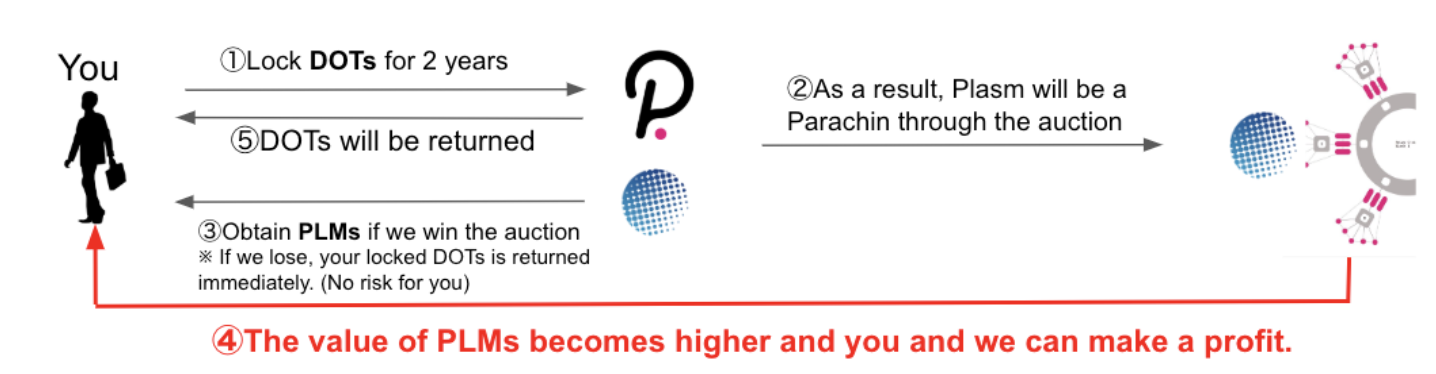 You
①Lock DOTs for 2 years
⑤DOTs will be returned
②As a result, Plasm will be a
Parachin through the auction
③Obtain PLMs if we win the auction
※ If we lose, your locked DOTs is returned
immediately. (No risk for you)
④The value of PLMs becomes higher and you and we can make a profit.